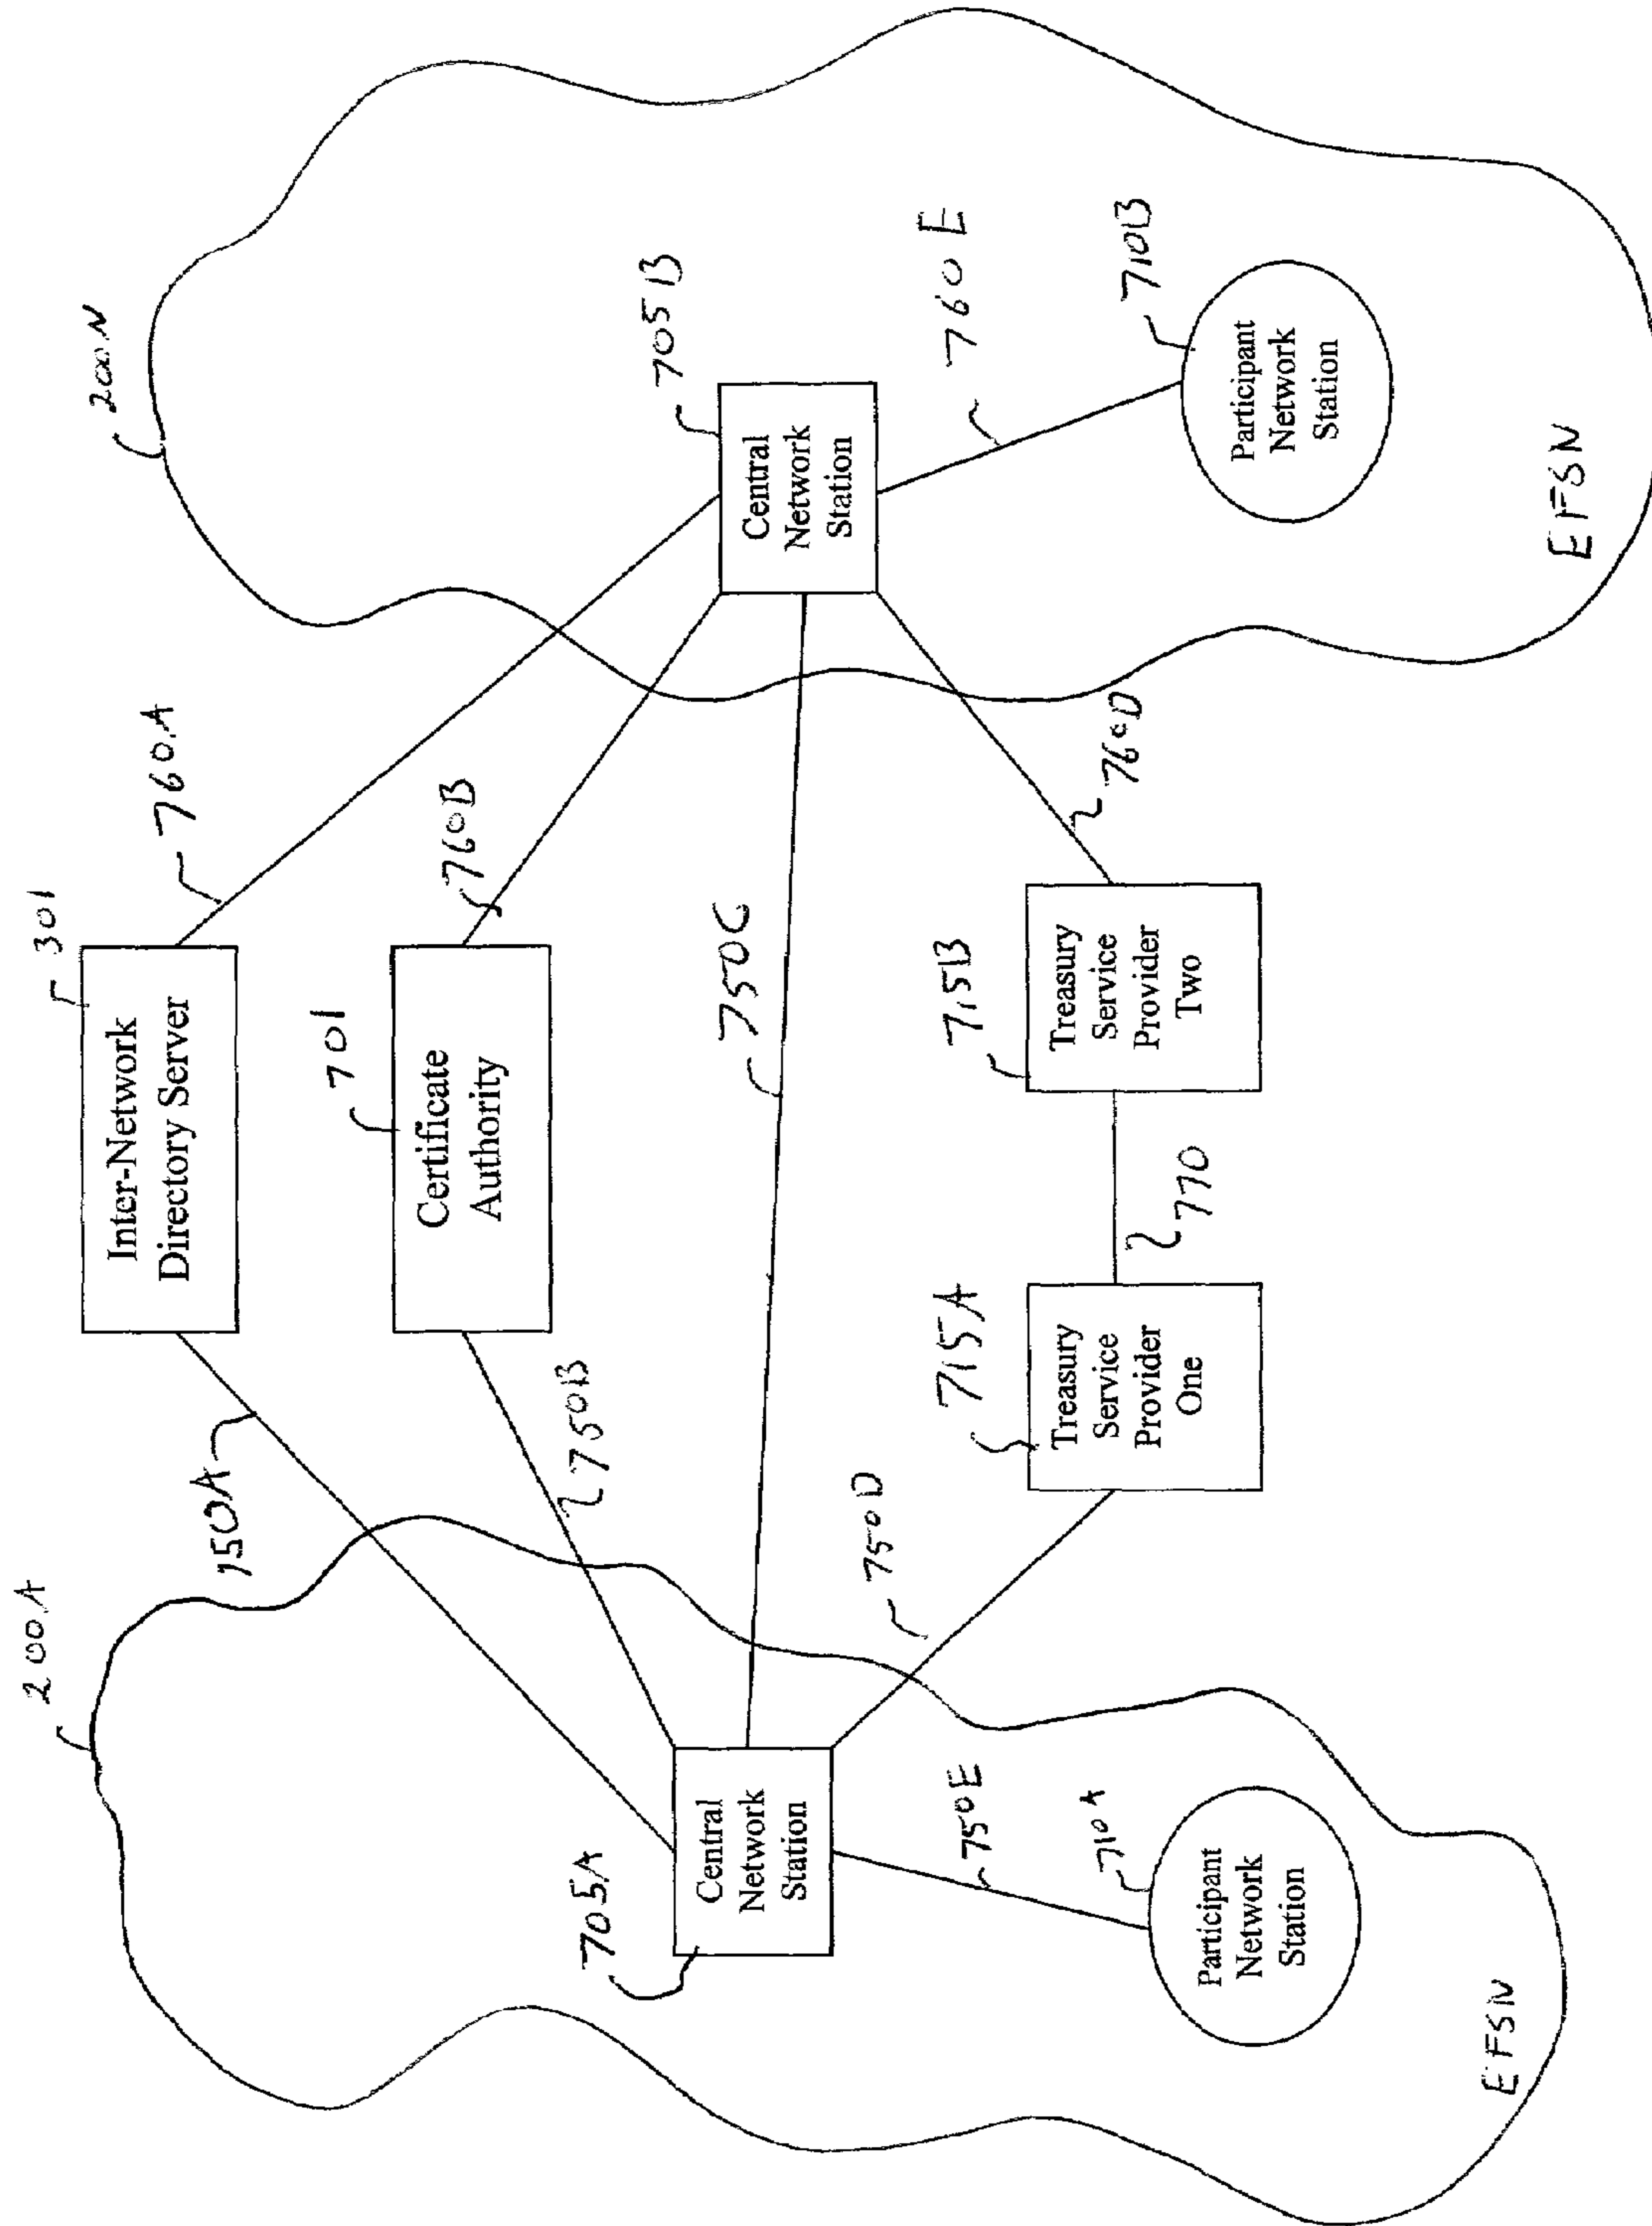 200A
200N
301
Inter-Network
Directory Server
750A
760A
701
Certificate
Authority
750B
760B
705A
Central
Network
Station
750C
705B
Central
Network
Station
750D
715A
Treasury
Service
Provider
One
770
715B
Treasury
Service
Provider
Two
760D
750E
710A
Participant
Network
Station
EFSN
760E
710B
Participant
Network
Station
EFSN